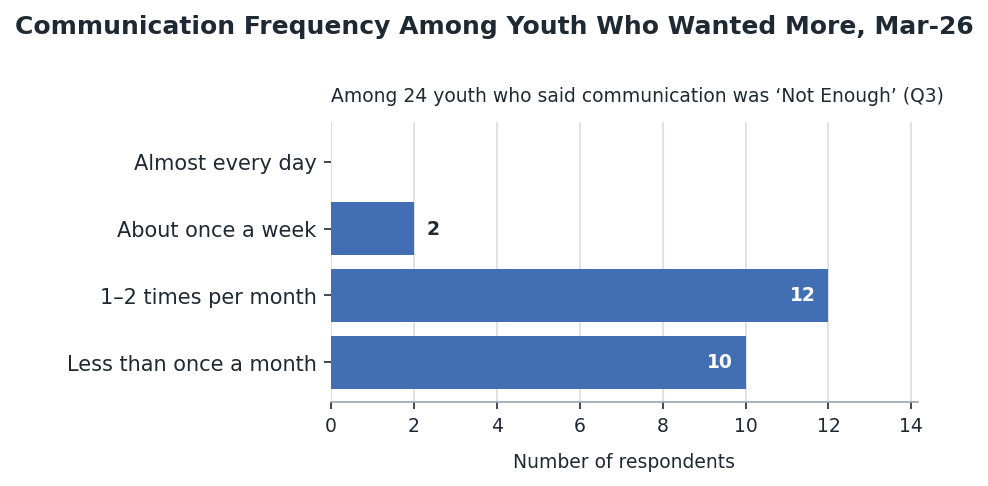 Communication Frequency Among Youth Who Wanted More, Mar-26
Among 24 youth who said communication was ‘Not Enough’ (Q3)
Almost every day
About once a week 2
1–2 times per month 12
Less than once a month 10
0 2 4 6 8 10 12 14
Number of respondents